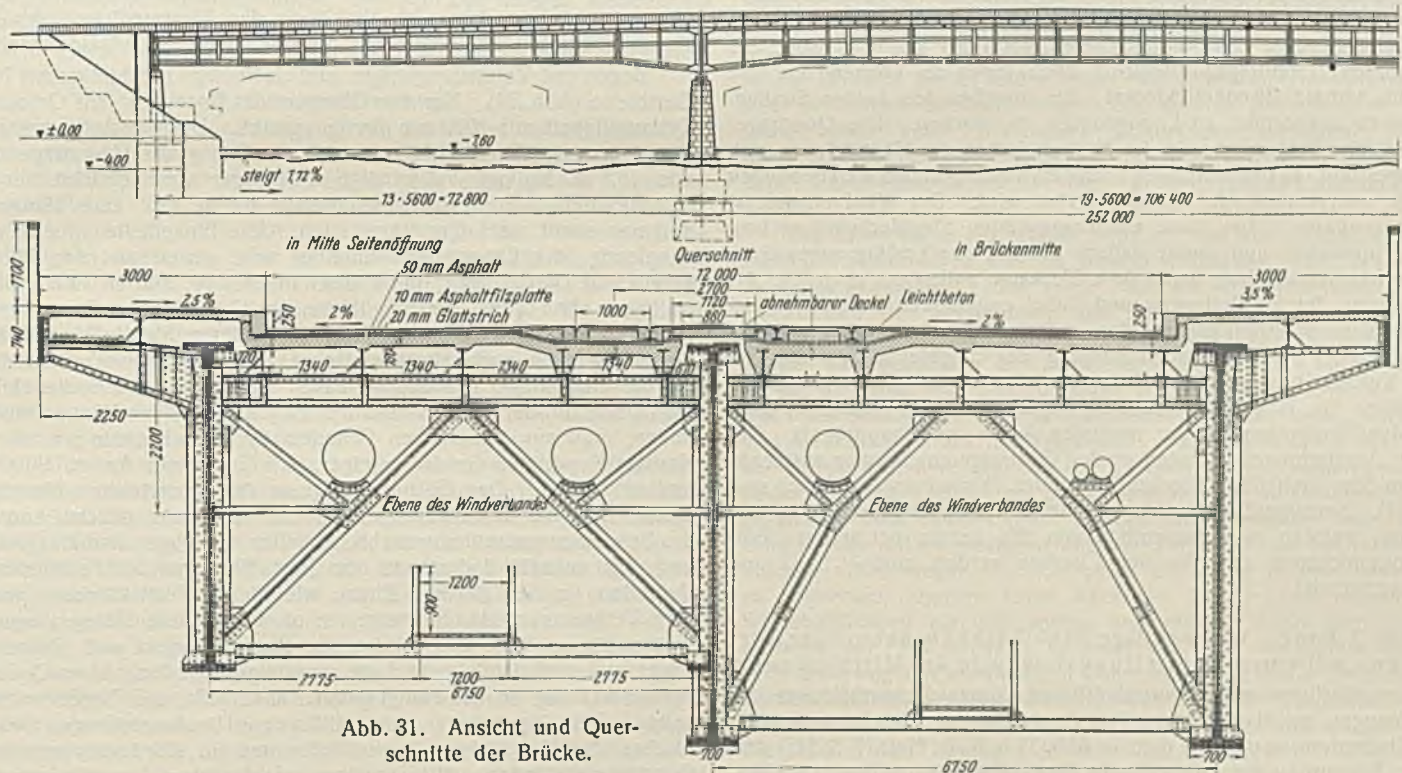 ± 0.00
-4.00
-7.60
steigt 1,72%
13·5600 = 72 800
19·5600 = 106 400
252 000
in Mitte Seitenöffnung
Querschnitt
in Brückenmitte
50 mm Asphalt
12 000
10 mm Asphaltfilzplatte
2700
1120
abnehmbarer Deckel
Leichtbeton
20 mm Glattstrich
1000
860
1700
3000
3000
2,5 %
2 %
2 %
3,5 %
250
250
740
1340
1340
1340
1340
2250
2200
Ebene des Windverbandes
Ebene des Windverbandes
900
1200
2775
1200
2775
6750
700
6750
700
Abb. 31. Ansicht und Quer-
schnitte der Brücke.